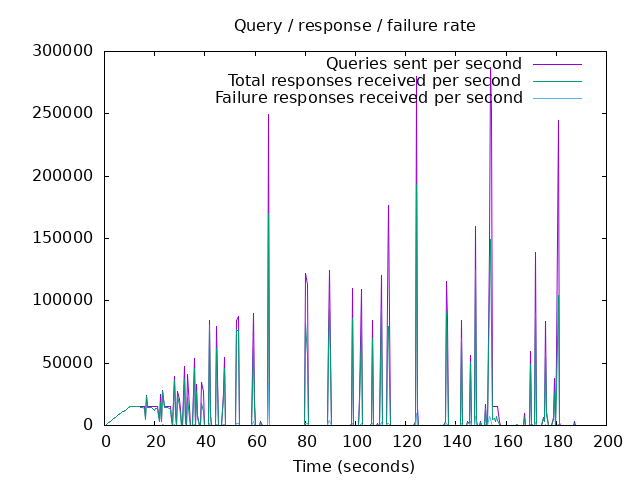 Query / response / failure rate
300000
250000
200000
150000
100000
50000
0
Queries sent per second
Total responses received per second
Failure responses received per second
0 20 40 60 80 100 120 140 160 180 200
Time (seconds)